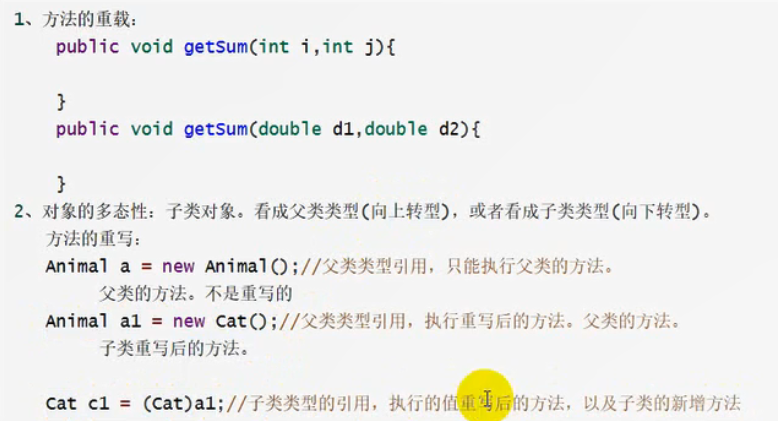 1、方法的重载：
public void getSum(int i,int j){
}
public void getSum(double d1,double d2){
}
2、对象的多态性：子类对象。看成父类类型(向上转型)，或者看成子类类型(向下转型)。
方法的重写：
Animal a = new Animal();//父类类型引用，只能执行父类的方法。
父类的方法。不是重写的
Animal a1 = new Cat();//父类类型引用，执行重写后的方法。父类的方法。
子类重写后的方法。
Cat c1 = (Cat)a1;//子类类型的引用，执行的值重写后的方法，以及子类的新增方法